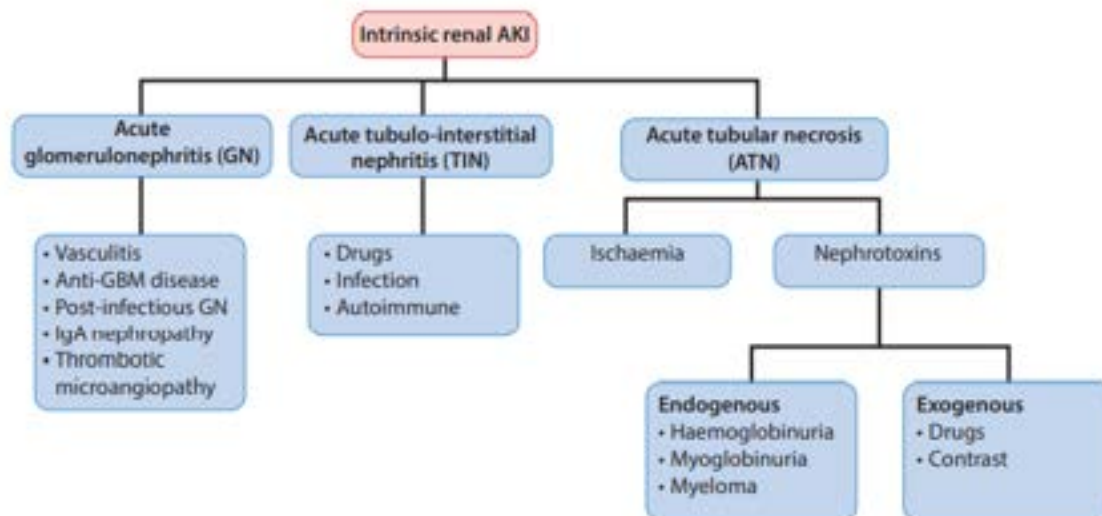 Intrinsic renal AKI
Acute
glomerulonephritis (GN)
Acute tubulo-interstitial
nephritis (TIN)
Acute tubular necrosis
(ATN)
• Vasculitis
• Anti-GBM disease
• Post-infectious GN
• IgA nephropathy
• Thrombotic
microangiopathy
• Drugs
• Infection
• Autoimmune
Ischaemia
Nephrotoxins
Endogenous
• Haemoglobinuria
• Myoglobinuria
• Myeloma
Exogenous
• Drugs
• Contrast